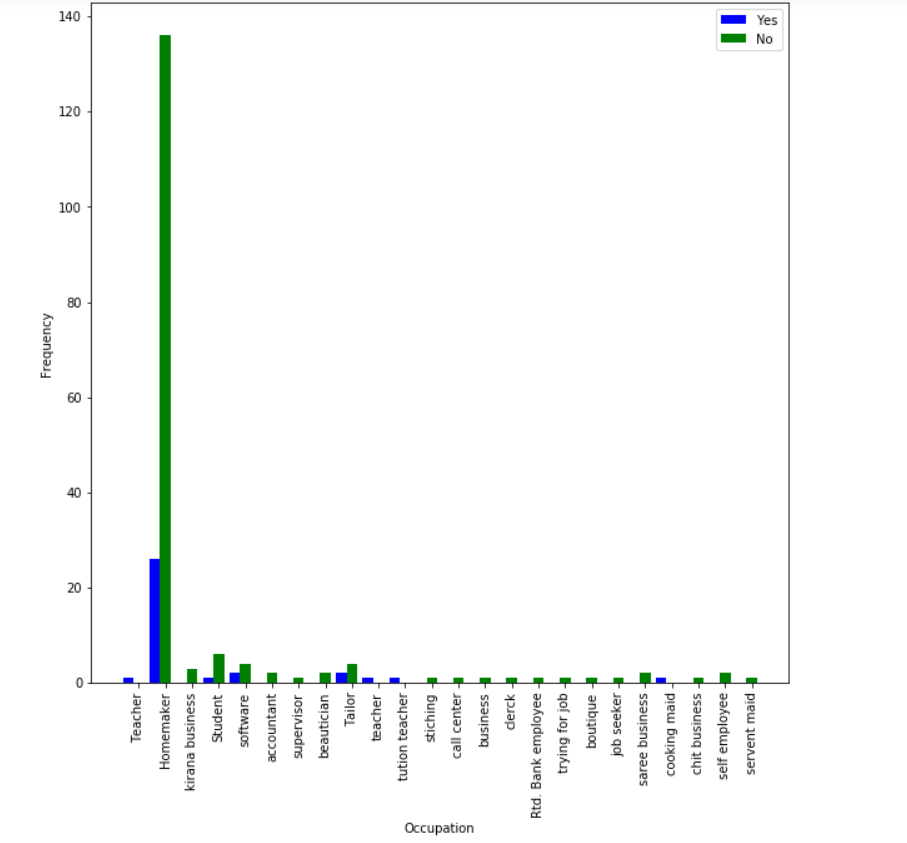 140
120
100
80
60
40
20
0
Frequency
Yes
No
Teacher
Homemaker
kirana business
Student
software
accountant
supervisor
beautician
Tailor
teacher
tution teacher
stiching
call center
business
clerck
Rtd. Bank employee
trying for job
boutique
job seeker
saree business
cooking maid
chit business
self employee
servent maid
Occupation